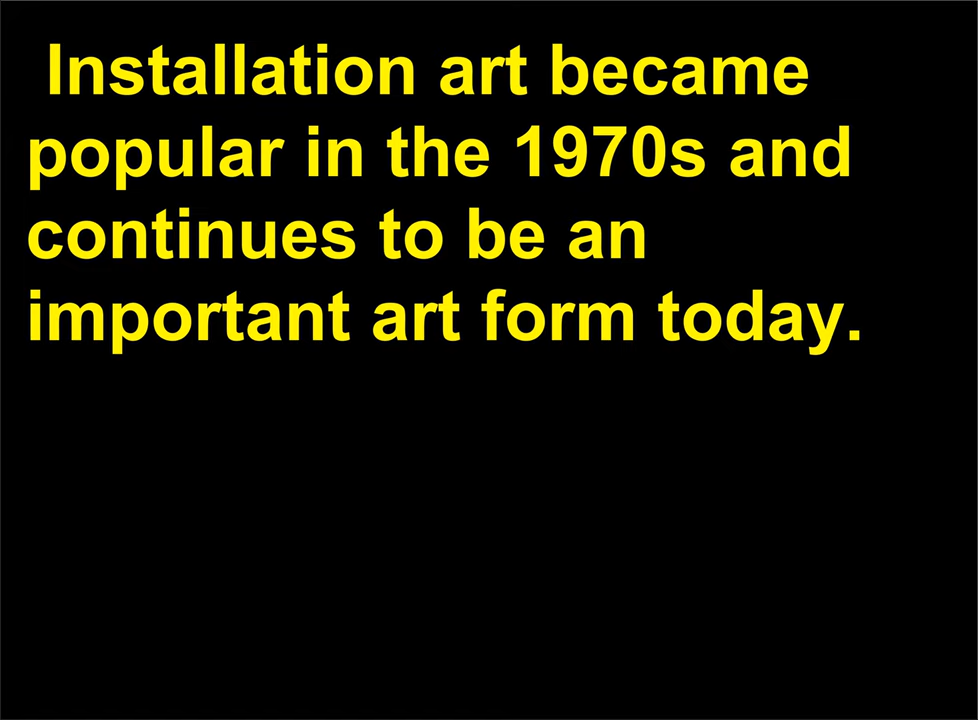 Installation art became
popular in the 1970s and
continues to be an
important art form today.